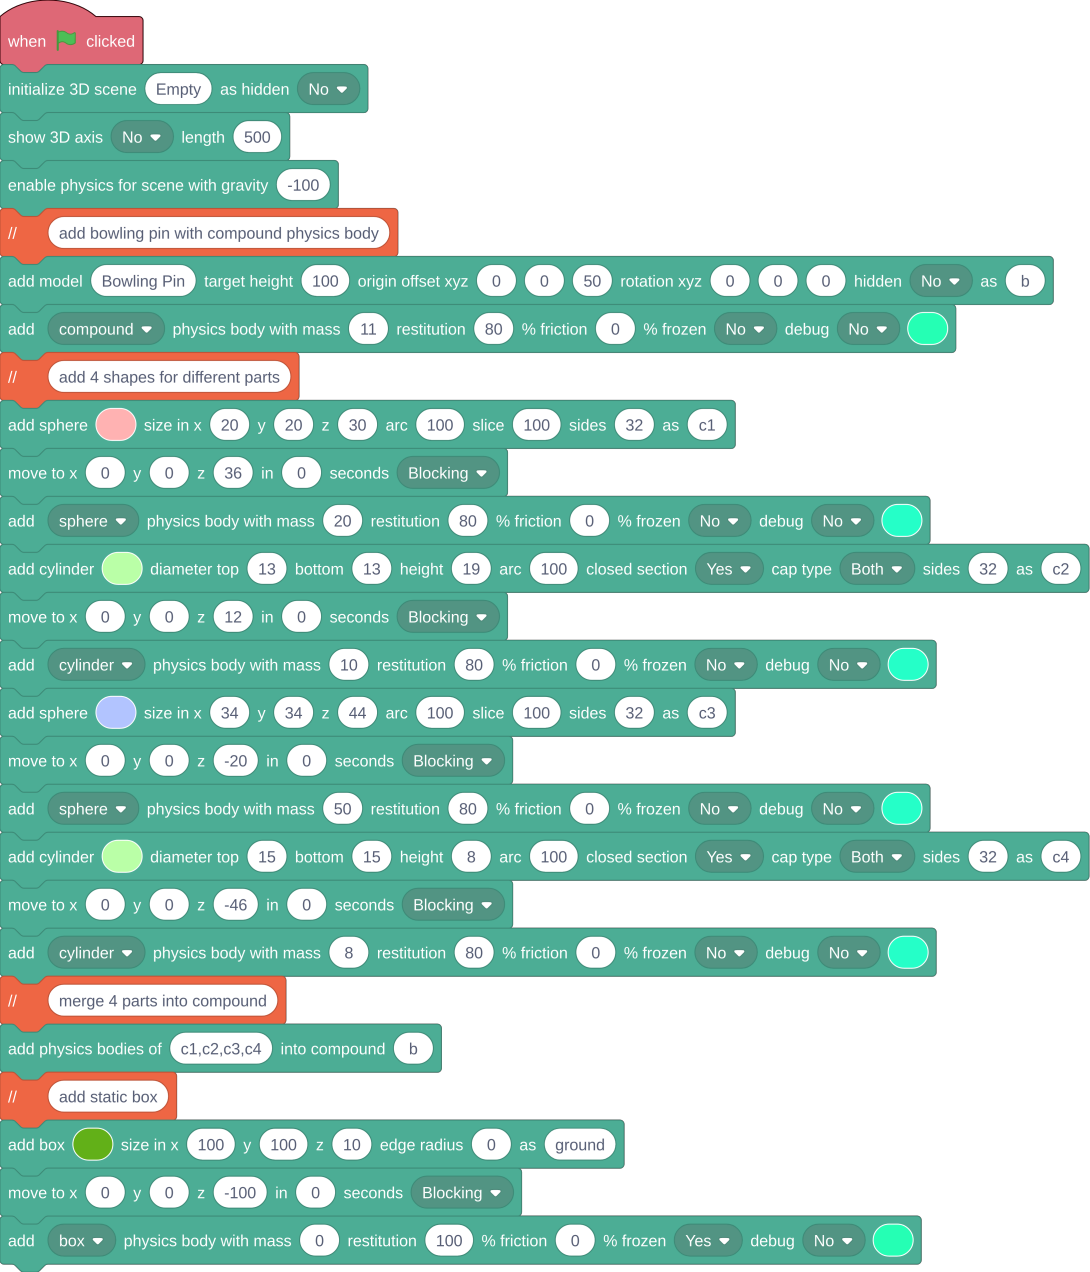 when clicked
initialize 3D scene Empty as hidden No
show 3D axis No length 500
enable physics for scene with gravity -100
// add bowling pin with compound physics body
add model Bowling Pin target height 100 origin offset xyz 0 0 50 rotation xyz 0 0 0 hidden No as b
add compound physics body with mass 11 restitution 80 % friction 0 % frozen No debug No
// add 4 shapes for different parts
add sphere size in x 20 y 20 z 30 arc 100 slice 100 sides 32 as c1
move to x 0 y 0 z 36 in 0 seconds Blocking
add sphere physics body with mass 20 restitution 80 % friction 0 % frozen No debug No
add cylinder diameter top 13 bottom 13 height 19 arc 100 closed section Yes cap type Both sides 32 as c2
move to x 0 y 0 z 12 in 0 seconds Blocking
add cylinder physics body with mass 10 restitution 80 % friction 0 % frozen No debug No
add sphere size in x 34 y 34 z 44 arc 100 slice 100 sides 32 as c3
move to x 0 y 0 z -20 in 0 seconds Blocking
add sphere physics body with mass 50 restitution 80 % friction 0 % frozen No debug No
add cylinder diameter top 15 bottom 15 height 8 arc 100 closed section Yes cap type Both sides 32 as c4
move to x 0 y 0 z -46 in 0 seconds Blocking
add cylinder physics body with mass 8 restitution 80 % friction 0 % frozen No debug No
// merge 4 parts into compound
add physics bodies of c1,c2,c3,c4 into compound b
// add static box
add box size in x 100 y 100 z 10 edge radius 0 as ground
move to x 0 y 0 z -100 in 0 seconds Blocking
add box physics body with mass 0 restitution 100 % friction 0 % frozen Yes debug No